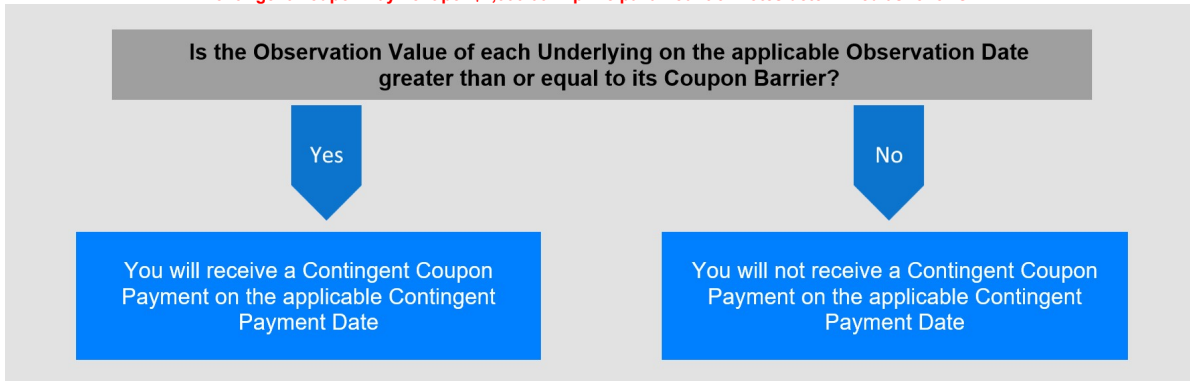 Is the Observation Value of each Underlying on the applicable Observation Date
greater than or equal to its Coupon Barrier?
Yes
No
You will receive a Contingent Coupon
Payment on the applicable Contingent
Payment Date
You will not receive a Contingent Coupon
Payment on the applicable Contingent
Payment Date